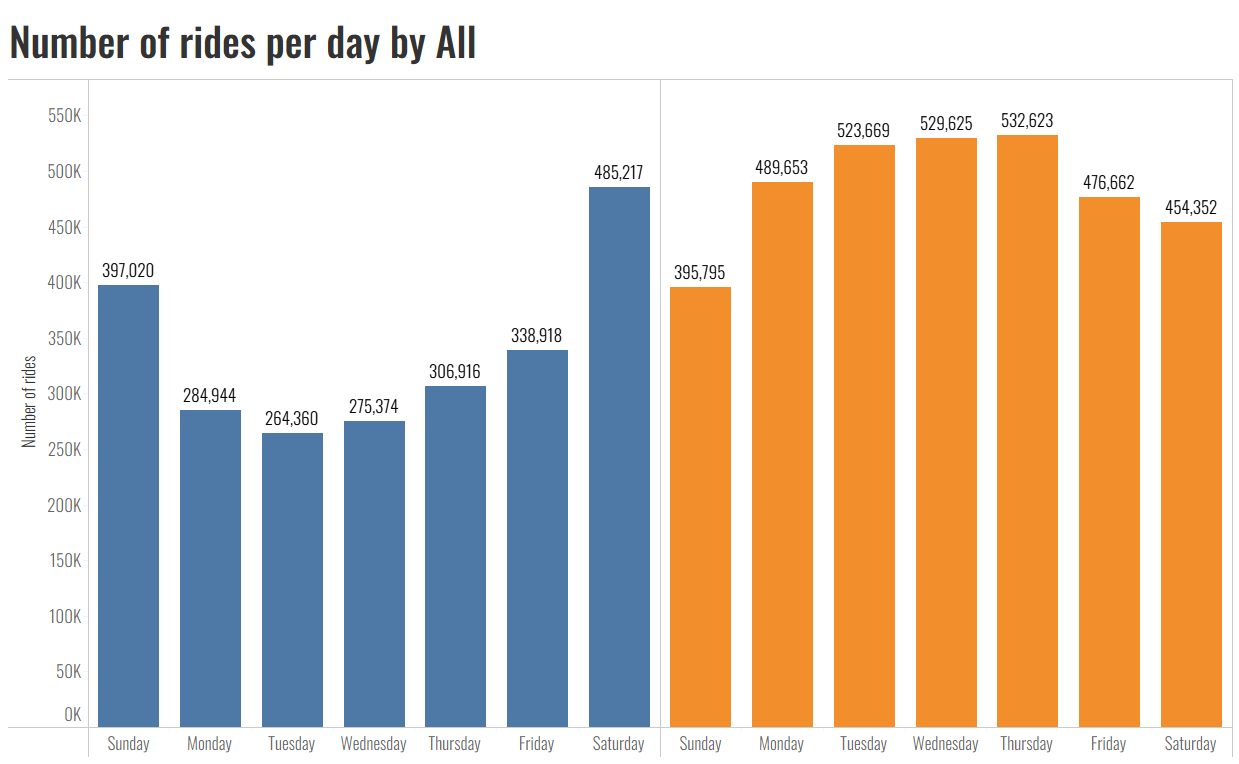 Number of rides per day by All
550K
500K
450K
400K
350K
300K
250K
200K
150K
100K
50K
0K
Number of rides
397,020
284,944
264,360
275,374
306,916
338,918
485,217
395,795
489,653
523,669
529,625
532,623
476,662
454,352
Sunday Monday Tuesday Wednesday Thursday Friday Saturday Sunday Monday Tuesday Wednesday Thursday Friday Saturday